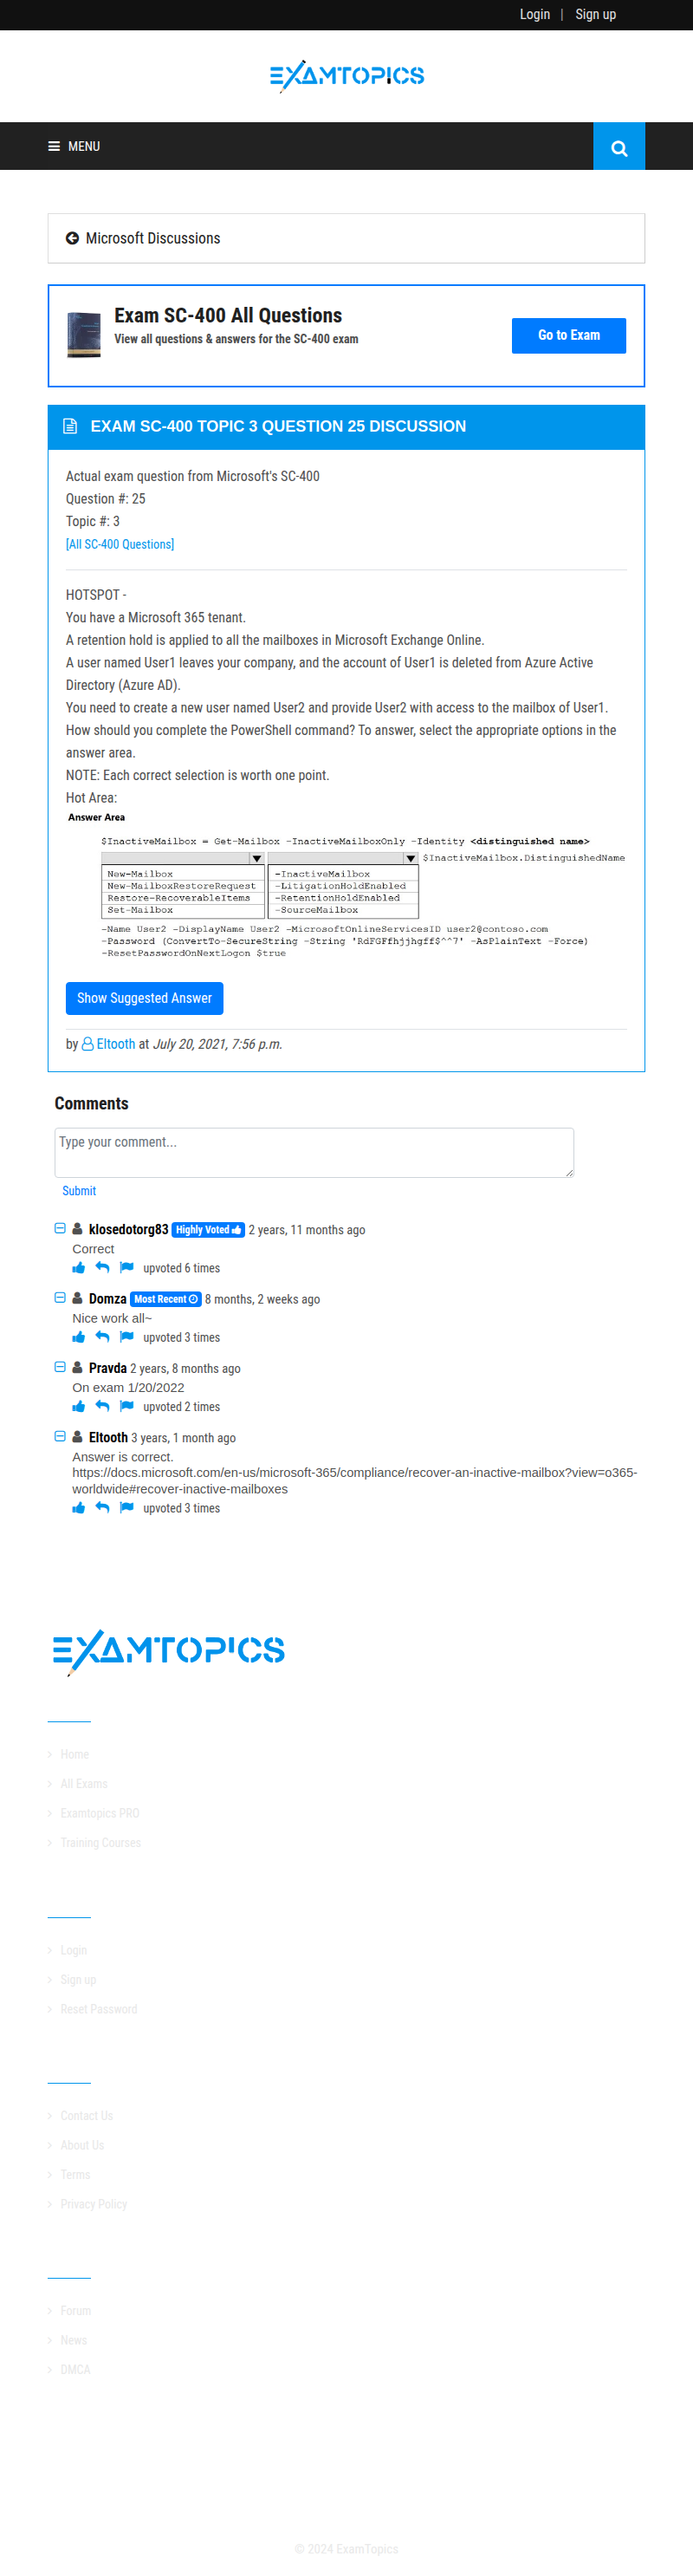 Login | Sign up
EXAMTOPICS
MENU
Microsoft Discussions
Exam SC-400 All Questions
View all questions & answers for the SC-400 exam
Go to Exam
EXAM SC-400 TOPIC 3 QUESTION 25 DISCUSSION
Actual exam question from Microsoft's SC-400
Question #: 25
Topic #: 3
[All SC-400 Questions]
HOTSPOT -
You have a Microsoft 365 tenant.
A retention hold is applied to all the mailboxes in Microsoft Exchange Online.
A user named User1 leaves your company, and the account of User1 is deleted from Azure Active
Directory (Azure AD).
You need to create a new user named User2 and provide User2 with access to the mailbox of User1.
How should you complete the PowerShell command? To answer, select the appropriate options in the
answer area.
NOTE: Each correct selection is worth one point.
Hot Area:
Answer Area
$InactiveMailbox = Get-Mailbox -InactiveMailboxOnly -Identity <distinguished name>
$InactiveMailbox.DistinguishedName
New-Mailbox -InactiveMailbox
New-MailboxRestoreRequest -LitigationHoldEnabled
Restore-RecoverableItems -RetentionHoldEnabled
Set-Mailbox -SourceMailbox
-Name User2 -DisplayName User2 -MicrosoftOnlineServicesID user2@contoso.com
-Password (ConvertTo-SecureString -String 'RdFGFfhjjhgff$^^7' -AsPlainText -Force)
-ResetPasswordOnNextLogon $true
Show Suggested Answer
by Eltooth at July 20, 2021, 7:56 p.m.
Comments
Type your comment...
Submit
klosedotorg83 Highly Voted 2 years, 11 months ago
Correct
upvoted 6 times
Domza Most Recent 8 months, 2 weeks ago
Nice work all~
upvoted 3 times
Pravda 2 years, 8 months ago
On exam 1/20/2022
upvoted 2 times
Eltooth 3 years, 1 month ago
Answer is correct.
https://docs.microsoft.com/en-us/microsoft-365/compliance/recover-an-inactive-mailbox?view=o365-
worldwide#recover-inactive-mailboxes
upvoted 3 times
EXAMTOPICS
Home
All Exams
Examtopics PRO
Training Courses
Login
Sign up
Reset Password
Contact Us
About Us
Terms
Privacy Policy
Forum
News
DMCA
© 2024 ExamTopics